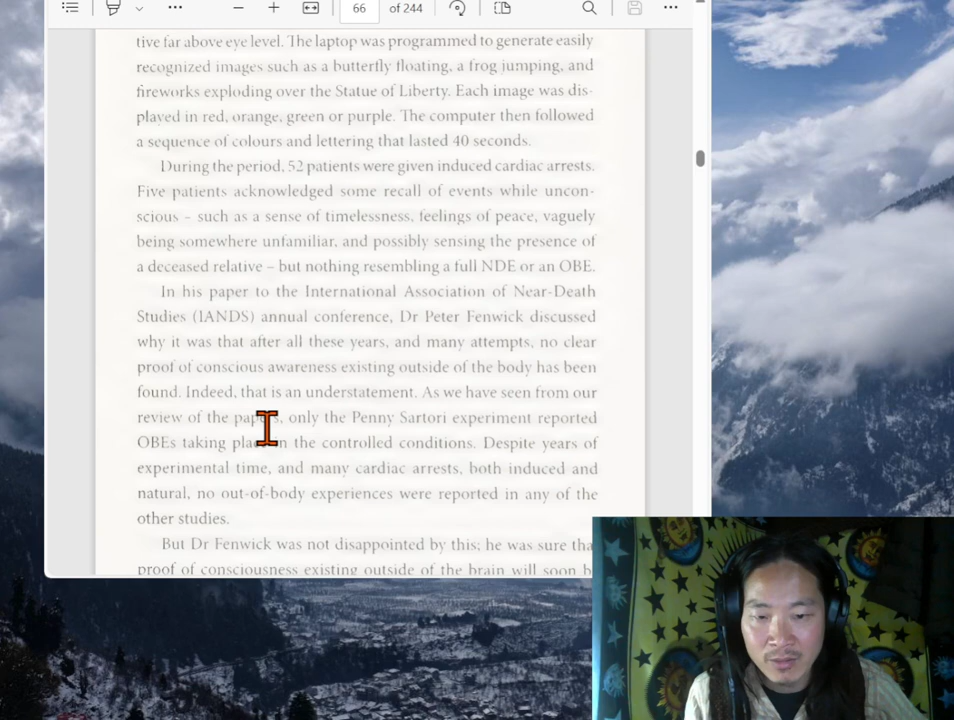 66 of 244
tive far above eye level. The laptop was programmed to generate easily
recognized images such as a butterfly floating, a frog jumping, and
fireworks exploding over the Statue of Liberty. Each image was dis-
played in red, orange, green or purple. The computer then followed
a sequence of colours and lettering that lasted 40 seconds.
During the period, 52 patients were given induced cardiac arrests.
Five patients acknowledged some recall of events while uncon-
scious – such as a sense of timelessness, feelings of peace, vaguely
being somewhere unfamiliar, and possibly sensing the presence of
a deceased relative – but nothing resembling a full NDE or an OBE.
In his paper to the International Association of Near-Death
Studies (IANDS) annual conference, Dr Peter Fenwick discussed
why it was that after all these years, and many attempts, no clear
proof of conscious awareness existing outside of the body has been
found. Indeed, that is an understatement. As we have seen from our
review of the papers, only the Penny Sartori experiment reported
OBEs taking place in the controlled conditions. Despite years of
experimental time, and many cardiac arrests, both induced and
natural, no out-of-body experiences were reported in any of the
other studies.
But Dr Fenwick was not disappointed by this; he was sure tha
proof of consciousness existing outside of the brain will soon b